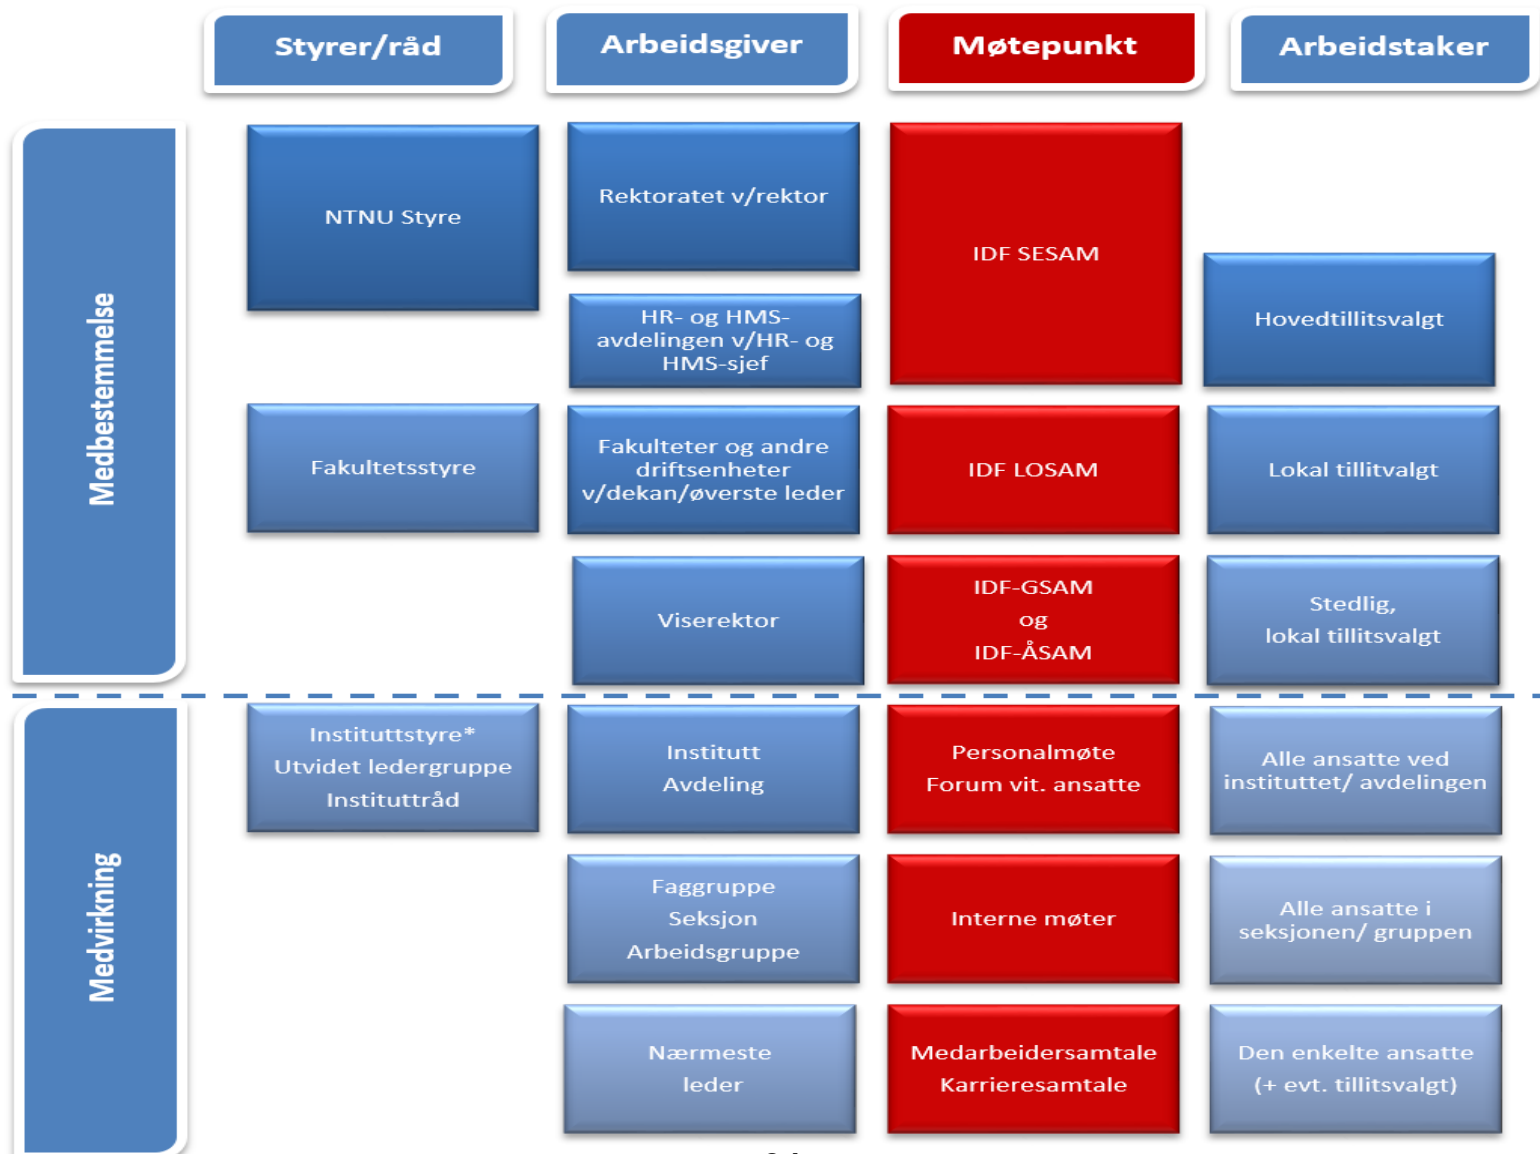 Styrer/råd
Arbeidsgiver
Møtepunkt
Arbeidstaker
Medbestemmelse
NTNU Styre
Rektoratet v/rektor
HR- og HMS-
avdelingen v/HR- og
HMS-sjef
IDF SESAM
Hovedtillitsvalgt
Fakultetsstyre
Fakulteter og andre
driftsenheter
v/dekan/øverste leder
IDF LOSAM
Lokal tillitvalgt
Viserektor
IDF-GSAM
og
IDF-ÅSAM
Stedlig,
lokal tillitsvalgt
Medvirkning
Instituttstyre*
Utvidet ledergruppe
Instituttråd
Institutt
Avdeling
Personalmøte
Forum vit. ansatte
Alle ansatte ved
instituttet/ avdelingen
Faggruppe
Seksjon
Arbeidsgruppe
Interne møter
Alle ansatte i
seksjonen/ gruppen
Nærmeste
leder
Medarbeidersamtale
Karrieresamtale
Den enkelte ansatte
(+ evt. tillitsvalgt)